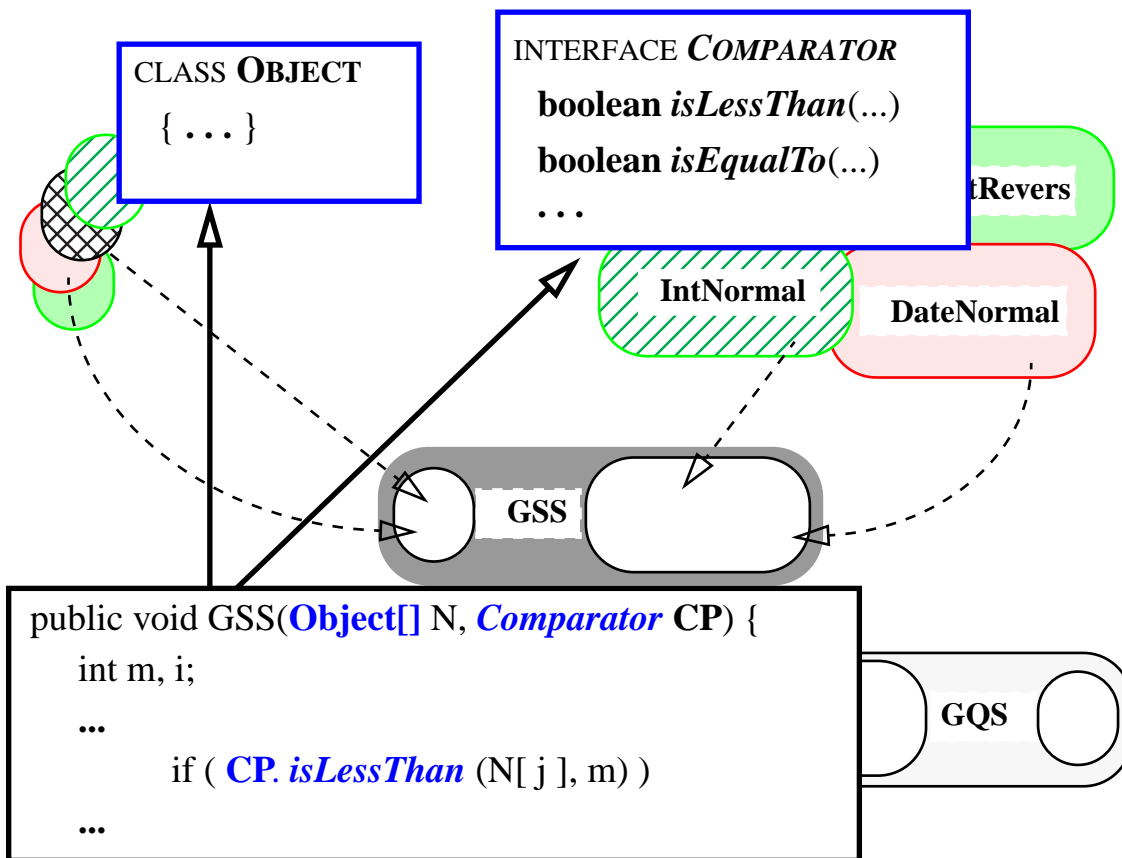 CLASS OBJECT
{ . . . }
INTERFACE COMPARATOR
boolean isLessThan(...)
boolean isEqualTo(...)
. . .
tRevers
IntNormal
DateNormal
GSS
public void GSS(Object[] N, Comparator CP) {
int m, i;
...
if ( CP. isLessThan (N[ j ], m) )
...
GQS